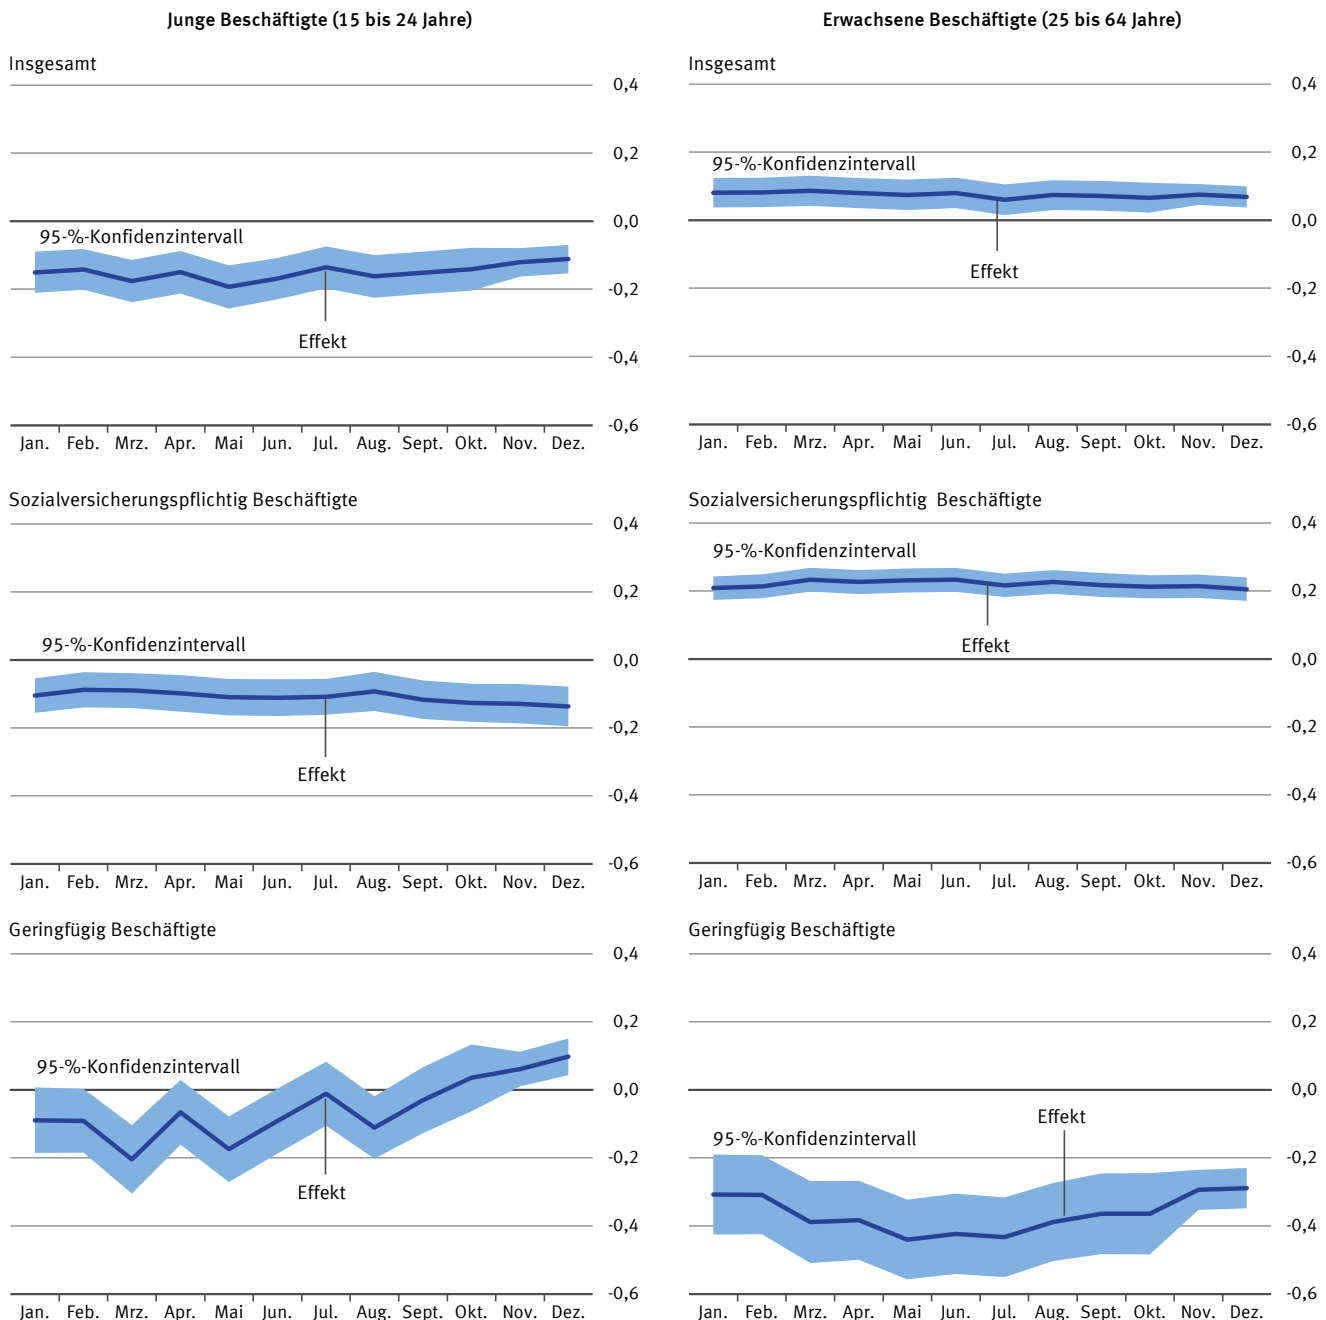 Junge Beschäftigte (15 bis 24 Jahre)
Insgesamt
0,4
0,2
0,0
95-%-Konfidenzintervall
-0,2
Effekt
-0,4
-0,6
Jan. Feb. Mrz. Apr. Mai Jun. Jul. Aug. Sept. Okt. Nov. Dez.
Sozialversicherungspflichtig Beschäftigte
0,4
0,2
95-%-Konfidenzintervall
0,0
-0,2
Effekt
-0,4
-0,6
Jan. Feb. Mrz. Apr. Mai Jun. Jul. Aug. Sept. Okt. Nov. Dez.
Geringfügig Beschäftigte
0,4
0,2
95-%-Konfidenzintervall
0,0
-0,2
Effekt
-0,4
-0,6
Jan. Feb. Mrz. Apr. Mai Jun. Jul. Aug. Sept. Okt. Nov. Dez.
Erwachsene Beschäftigte (25 bis 64 Jahre)
Insgesamt
0,4
0,2
95-%-Konfidenzintervall
0,0
Effekt
-0,2
-0,4
-0,6
Jan. Feb. Mrz. Apr. Mai Jun. Jul. Aug. Sept. Okt. Nov. Dez.
Sozialversicherungspflichtig Beschäftigte
0,4
95-%-Konfidenzintervall
0,2
Effekt
0,0
-0,2
-0,4
-0,6
Jan. Feb. Mrz. Apr. Mai Jun. Jul. Aug. Sept. Okt. Nov. Dez.
Geringfügig Beschäftigte
0,4
0,2
0,0
Effekt
95-%-Konfidenzintervall
-0,2
-0,4
-0,6
Jan. Feb. Mrz. Apr. Mai Jun. Jul. Aug. Sept. Okt. Nov. Dez.